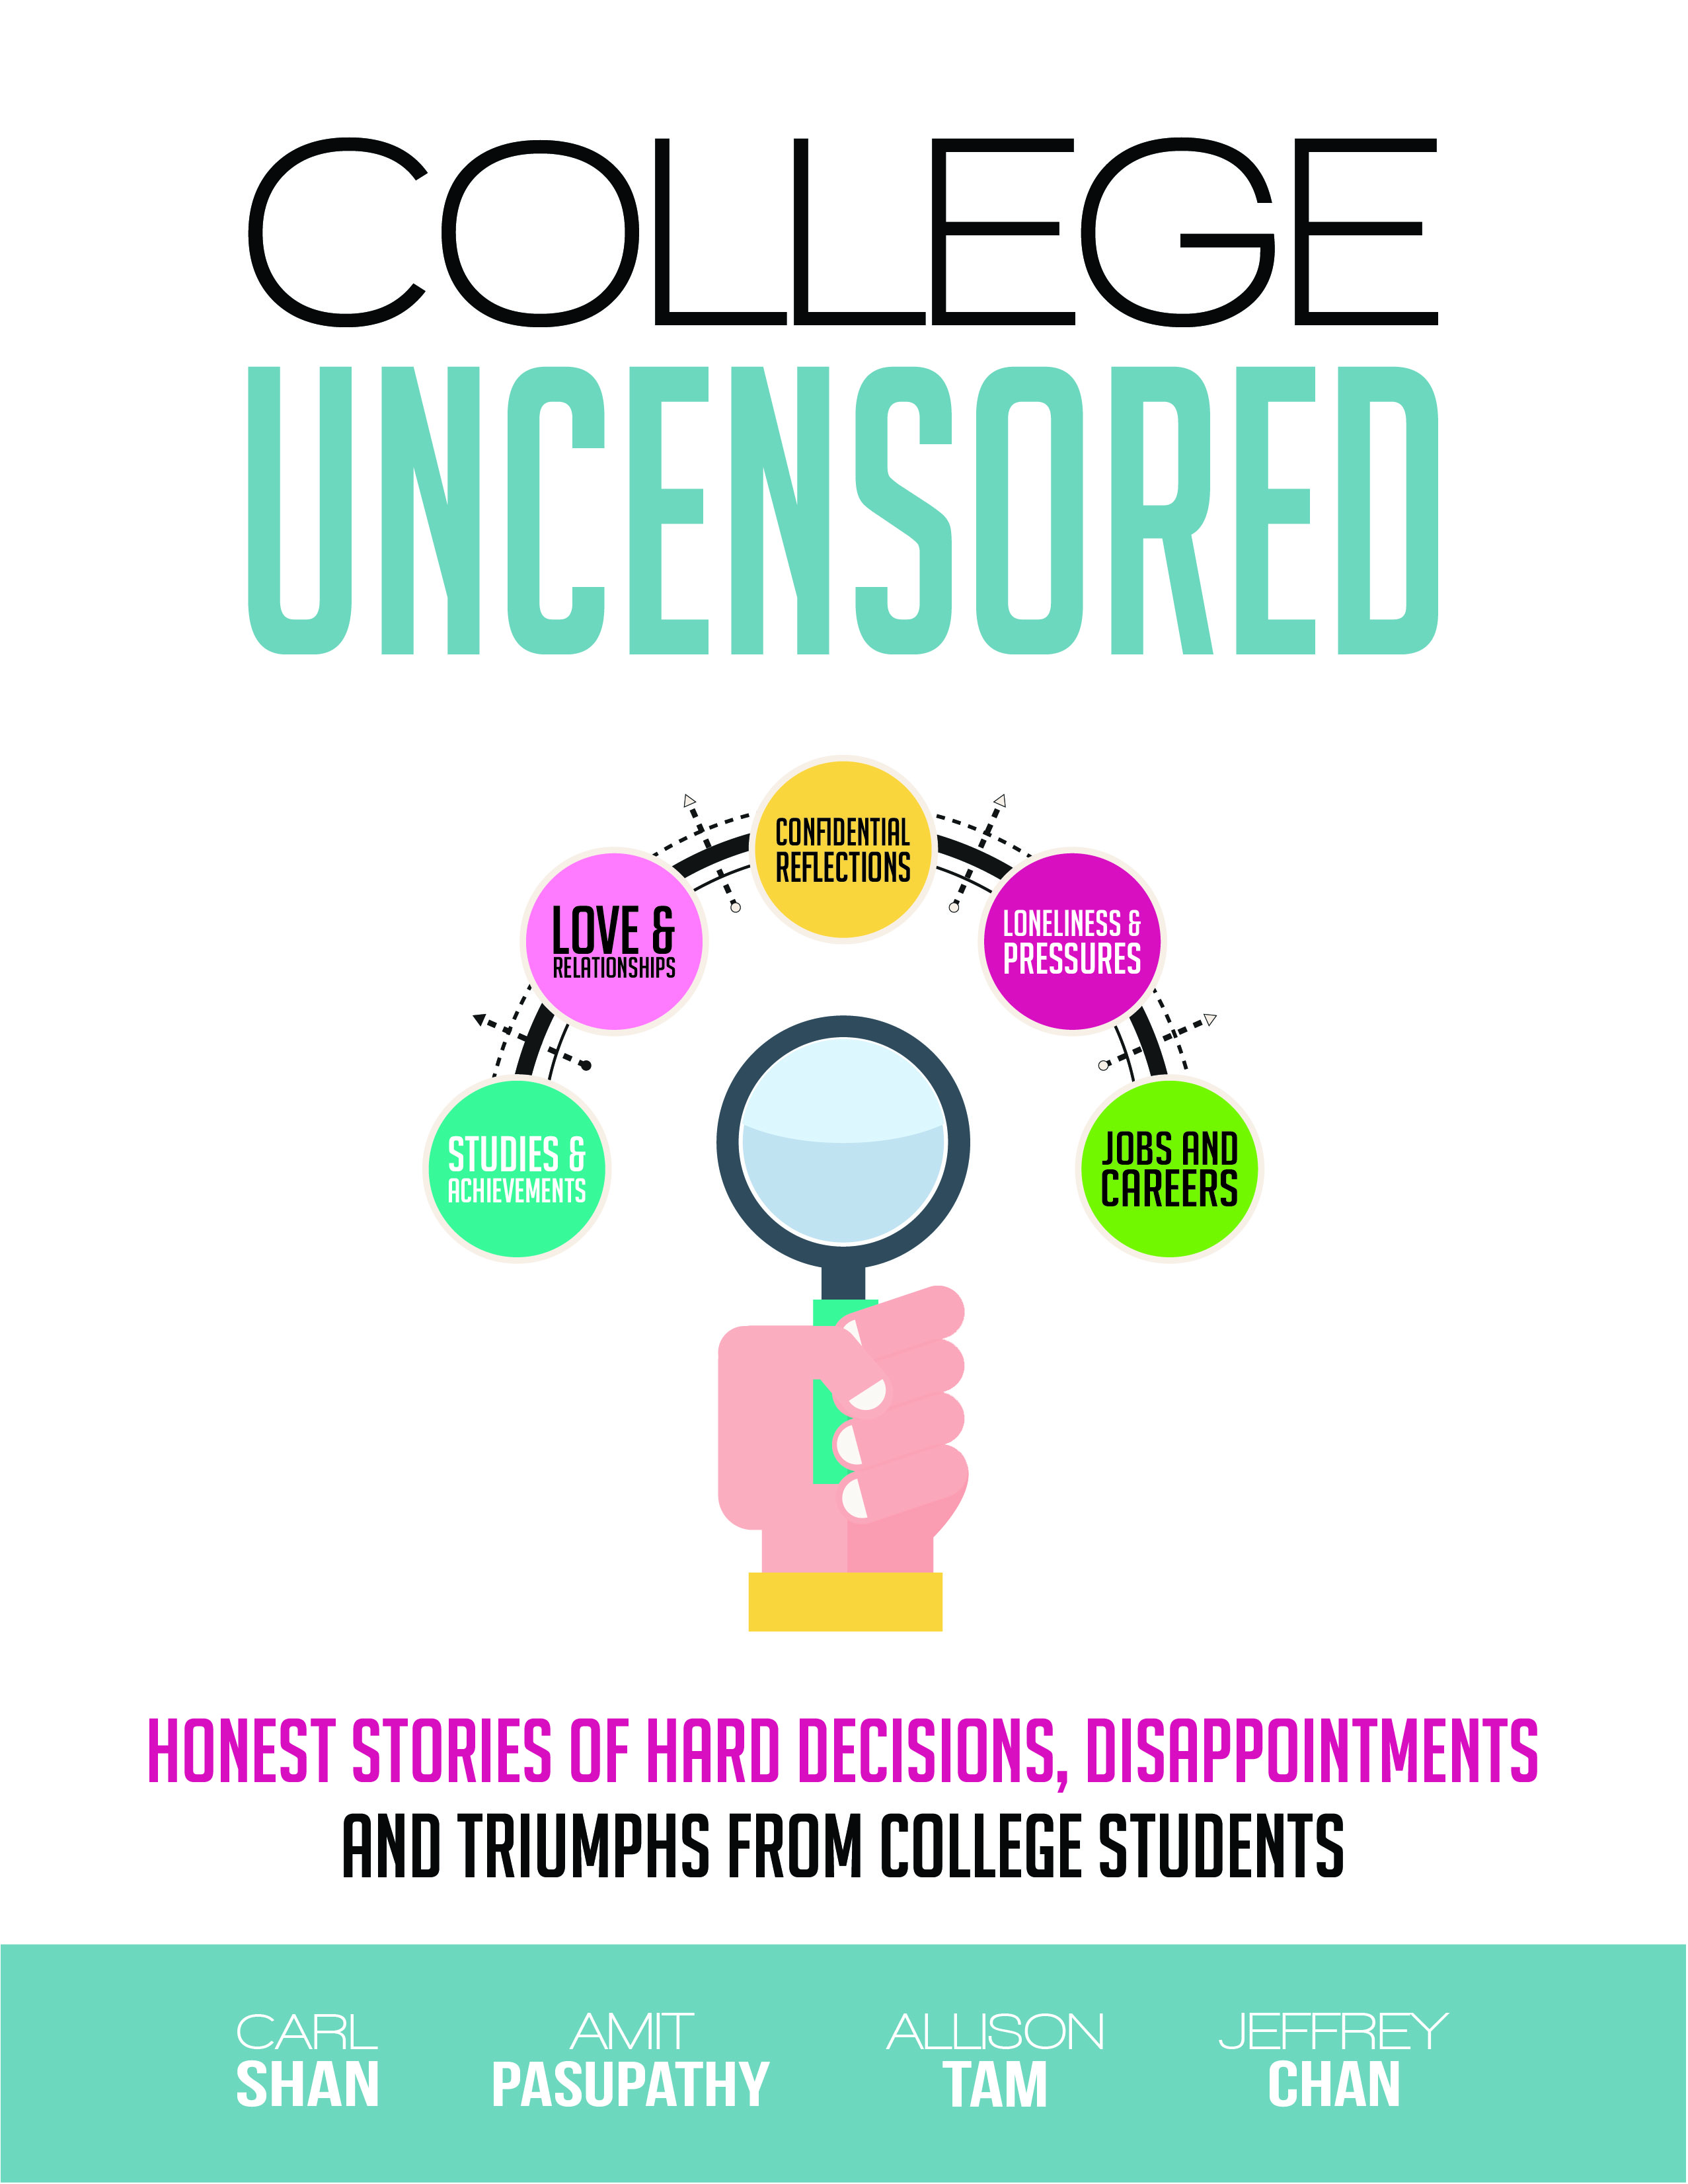 COLLEGE
UNCENSORED
CONFIDENTIAL
REFLECTIONS
LOVE &
RELATIONSHIPS
LONELINESS &
PRESSURES
STUDIES &
ACHIEVEMENTS
JOBS AND
CAREERS
HONEST STORIES OF HARD DECISIONS, DISAPPOINTMENTS
AND TRIUMPHS FROM COLLEGE STUDENTS
CARL
SHAN
AMIT
PASUPATHY
ALLISON
TAM
JEFFREY
CHAN